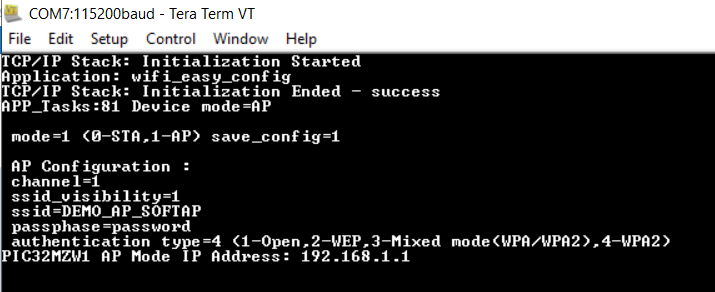 COM7:115200baud - Tera Term VT
File Edit Setup Control Window Help
TCP/IP Stack: Initialization Started
Application: wifi_easy_config
TCP/IP Stack: Initialization Ended - success
APP_Tasks:81 Device mode=AP
mode=1 (0-STA,1-AP) save_config=1
AP Configuration :
channel=1
ssid_visibility=1
ssid=DEMO_AP_SOFTAP
passphase=password
authentication type=4 (1-Open,2-WEP,3-Mixed mode(WPA/WPA2),4-WPA2)
PIC32MZW1 AP Mode IP Address: 192.168.1.1